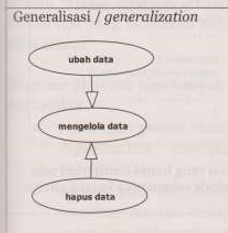 Generalisasi / generalization
ubah data
mengelola data
hapus data